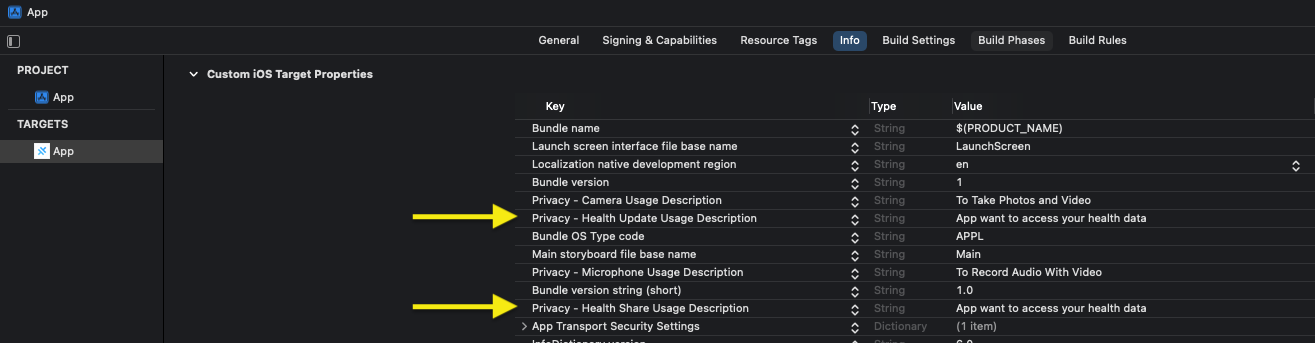 App
General Signing & Capabilities Resource Tags Info Build Settings Build Phases Build Rules
PROJECT
App
TARGETS
App
Custom iOS Target Properties
Key Type Value
Bundle name String $(PRODUCT_NAME)
Launch screen interface file base name String LaunchScreen
Localization native development region String en
Bundle version String 1
Privacy - Camera Usage Description String To Take Photos and Video
Privacy - Health Update Usage Description String App want to access your health data
Bundle OS Type code String APPL
Main storyboard file base name String Main
Privacy - Microphone Usage Description String To Record Audio With Video
Bundle version string (short) String 1.0
Privacy - Health Share Usage Description String App want to access your health data
App Transport Security Settings Dictionary (1 item)
InfoDictionary version String 6.0